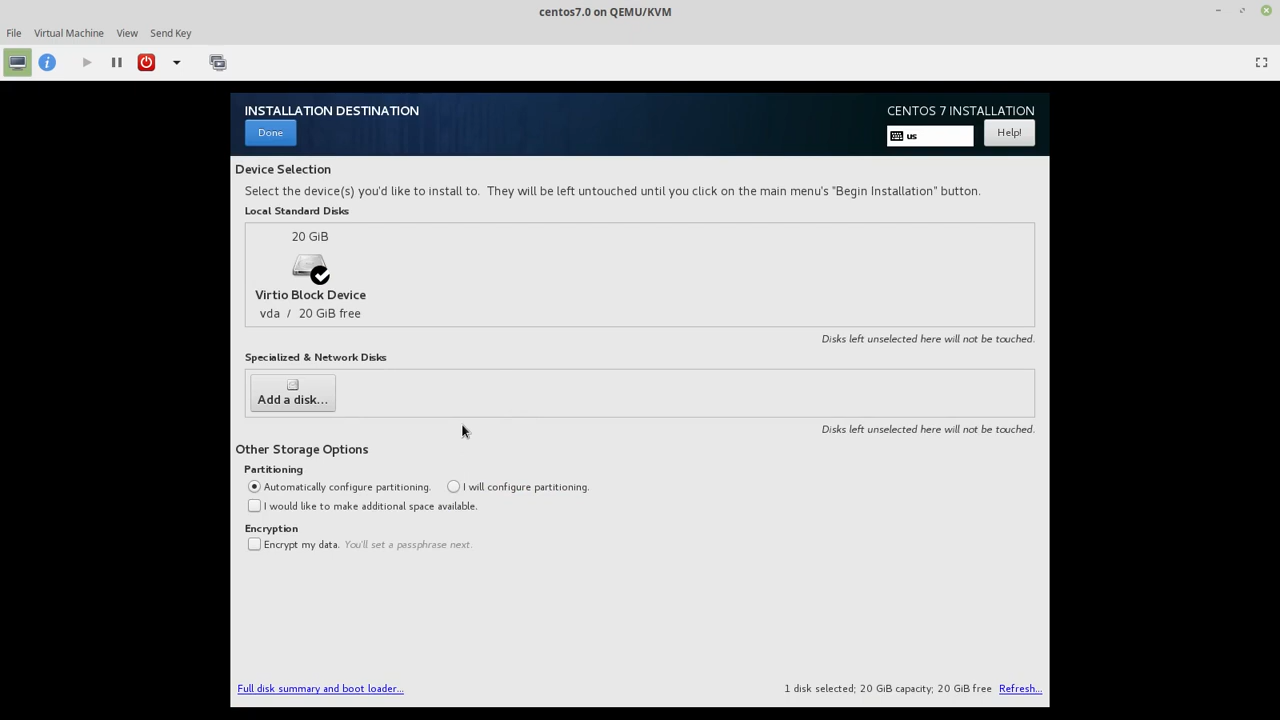 centos7.0 on QEMU/KVM
File Virtual Machine View Send Key
INSTALLATION DESTINATION
CENTOS 7 INSTALLATION
Done
us
Help!
Device Selection
Select the device(s) you'd like to install to. They will be left untouched until you click on the main menu's "Begin Installation" button.
Local Standard Disks
20 GiB
Virtio Block Device
vda / 20 GiB free
Disks left unselected here will not be touched.
Specialized & Network Disks
Add a disk...
Disks left unselected here will not be touched.
Other Storage Options
Partitioning
Automatically configure partitioning. I will configure partitioning.
I would like to make additional space available.
Encryption
Encrypt my data. You'll set a passphrase next.
Full disk summary and boot loader... 1 disk selected; 20 GiB capacity; 20 GiB free Refresh...